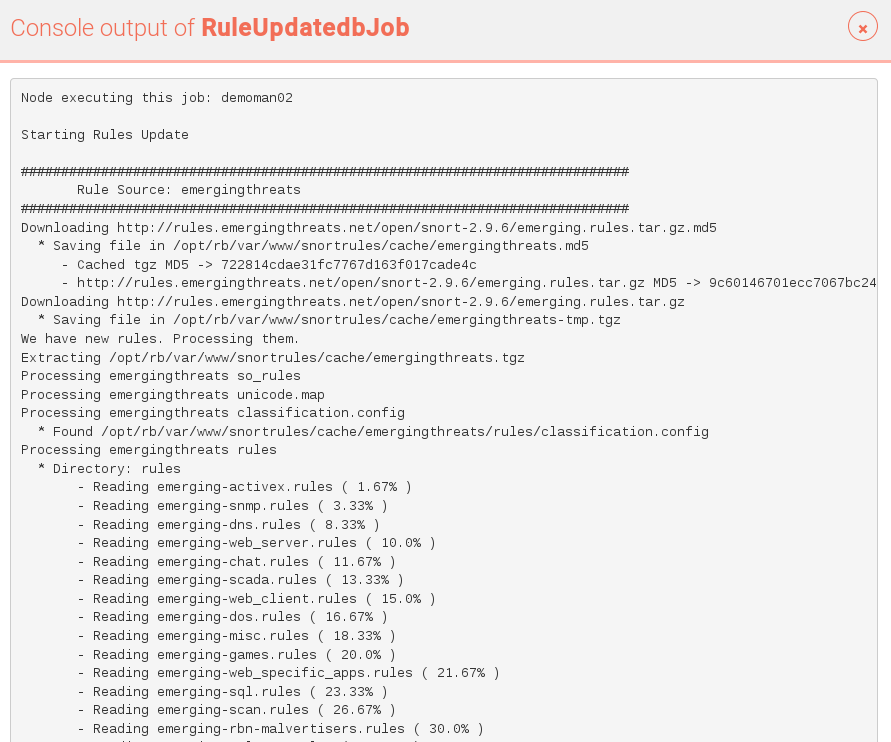 Console output of RuleUpdatedbJob
Node executing this job: demoman02
Starting Rules Update
############################################################################
Rule Source: emergingthreats
############################################################################
Downloading http://rules.emergingthreats.net/open/snort-2.9.6/emerging.rules.tar.gz.md5
* Saving file in /opt/rb/var/www/snortrules/cache/emergingthreats.md5
- Cached tgz MD5 -> 722814cdae31fc7767d163f017cade4c
- http://rules.emergingthreats.net/open/snort-2.9.6/emerging.rules.tar.gz MD5 -> 9c60146701ecc7067bc24
Downloading http://rules.emergingthreats.net/open/snort-2.9.6/emerging.rules.tar.gz
* Saving file in /opt/rb/var/www/snortrules/cache/emergingthreats-tmp.tgz
We have new rules. Processing them.
Extracting /opt/rb/var/www/snortrules/cache/emergingthreats.tgz
Processing emergingthreats so_rules
Processing emergingthreats unicode.map
Processing emergingthreats classification.config
* Found /opt/rb/var/www/snortrules/cache/emergingthreats/rules/classification.config
Processing emergingthreats rules
* Directory: rules
- Reading emerging-activex.rules ( 1.67% )
- Reading emerging-snmp.rules ( 3.33% )
- Reading emerging-dns.rules ( 8.33% )
- Reading emerging-web_server.rules ( 10.0% )
- Reading emerging-chat.rules ( 11.67% )
- Reading emerging-scada.rules ( 13.33% )
- Reading emerging-web_client.rules ( 15.0% )
- Reading emerging-dos.rules ( 16.67% )
- Reading emerging-misc.rules ( 18.33% )
- Reading emerging-games.rules ( 20.0% )
- Reading emerging-web_specific_apps.rules ( 21.67% )
- Reading emerging-sql.rules ( 23.33% )
- Reading emerging-scan.rules ( 26.67% )
- Reading emerging-rbn-malvertisers.rules ( 30.0% )